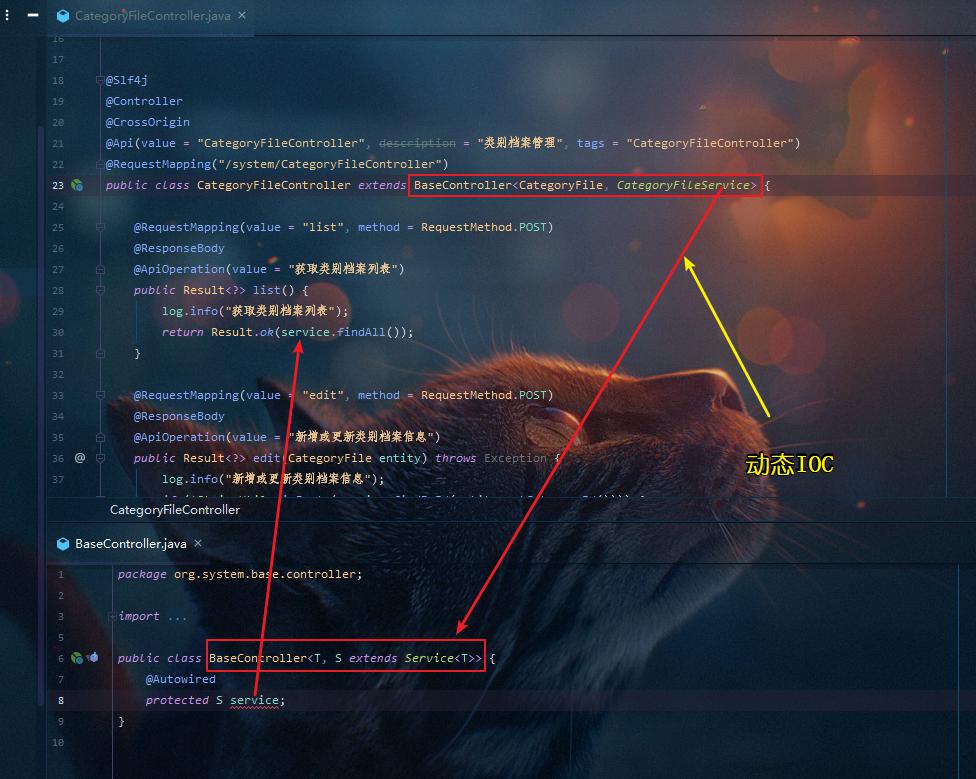 CategoryFileController.java
16
17
18 @Slf4j
19 @Controller
20 @CrossOrigin
21 @Api(value = "CategoryFileController", description = "类别档案管理", tags = "CategoryFileController")
22 @RequestMapping("/system/CategoryFileController")
23 public class CategoryFileController extends BaseController<CategoryFile, CategoryFileService> {
24
25 @RequestMapping(value = "list", method = RequestMethod.POST)
26 @ResponseBody
27 @ApiOperation(value = "获取类别档案列表")
28 public Result<?> list() {
29 log.info("获取类别档案列表");
30 return Result.ok(service.findAll());
31 }
32
33 @RequestMapping(value = "edit", method = RequestMethod.POST)
34 @ResponseBody
35 @ApiOperation(value = "新增或更新类别档案信息")
36 @ public Result<?> edit(CategoryFile entity) throws Exception {
37 log.info("新增或更新类别档案信息");
动态IOC
CategoryFileController
BaseController.java
1 package org.system.base.controller;
2
3 import ...
5
6 public class BaseController<T, S extends Service<T>> {
7 @Autowired
8 protected S service;
9 }
10